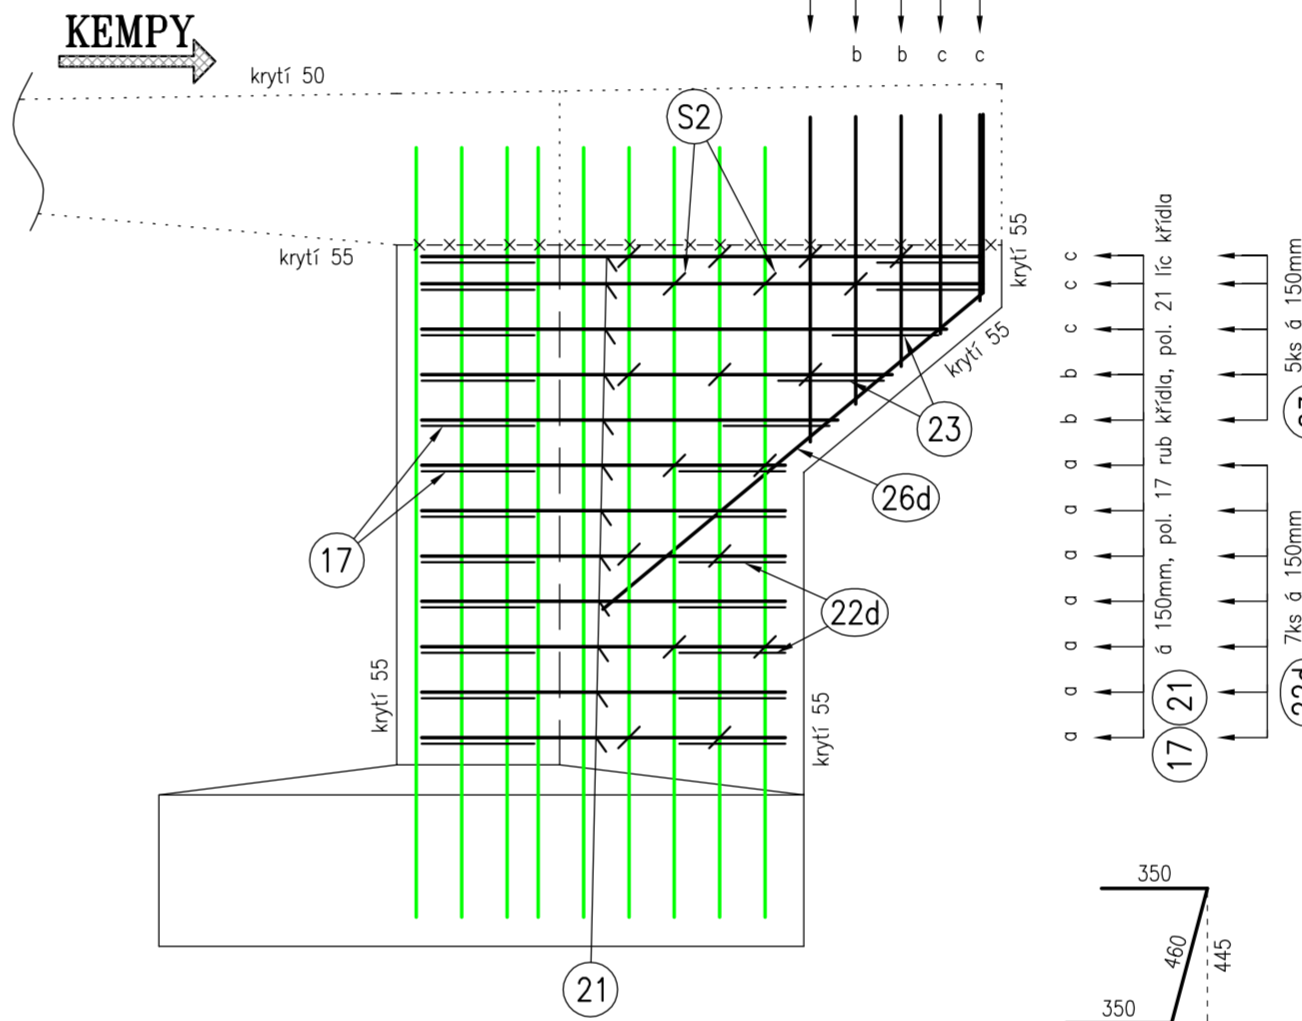 KEMPY
krytí 50
b
b
c
c
S2
krytí 55
krytí 55
krytí 55
23
26d
17
22d
krytí 55
krytí 55
21
c
c
c
b
b
a
a
a
a
a
a
a
17 21 á 150mm, pol. 17 rub křídla, pol. 21 líc křídla
5ks á 150mm
22d 7ks á 150mm
350
460
445
350